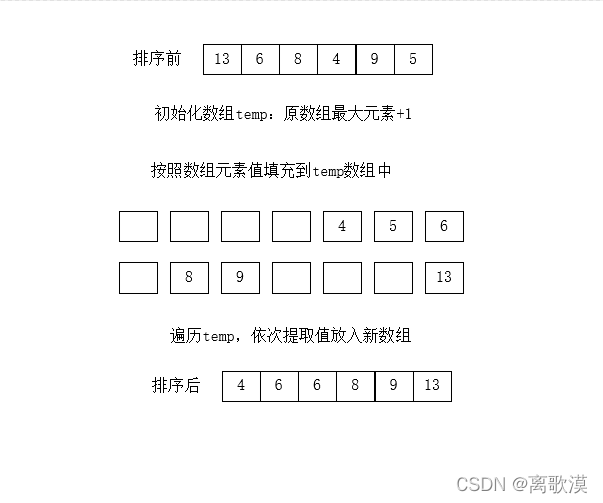 排序前 13 6 8 4 9 5
初始化数组temp：原数组最大元素+1
按照数组元素值填充到temp数组中
4 5 6
8 9 13
遍历temp，依次提取值放入新数组
排序后 4 6 6 8 9 13
CSDN @离歌漠